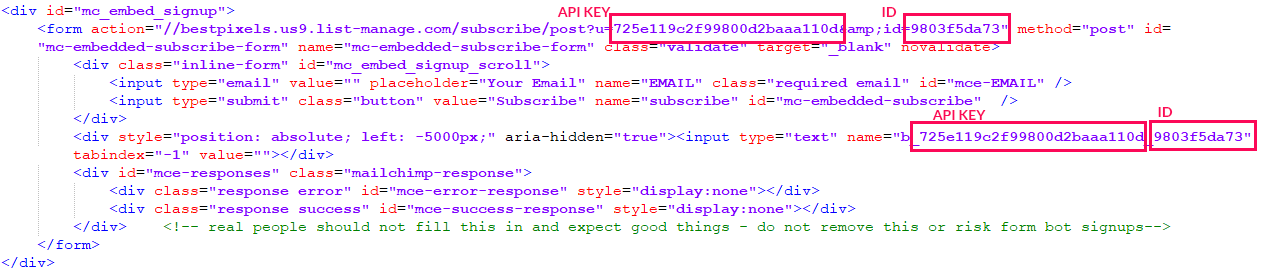 <div id="mc_embed_signup">
API KEY ID
<form action="//bestpixels.us9.list-manage.com/subscribe/post?u=725e119c2f99800d2baaa110d&amp;id=9803f5da73" method="post" id=
"mc-embedded-subscribe-form" name="mc-embedded-subscribe-form" class="validate" target="_blank" novalidate>
<div class="inline-form" id="mc_embed_signup_scroll">
<input type="email" value="" placeholder="Your Email" name="EMAIL" class="required email" id="mce-EMAIL" />
<input type="submit" class="button" value="Subscribe" name="subscribe" id="mc-embedded-subscribe" />
</div>
API KEY ID
<div style="position: absolute; left: -5000px;" aria-hidden="true"><input type="text" name="b_725e119c2f99800d2baaa110d_9803f5da73"
tabindex="-1" value=""></div>
<div id="mce-responses" class="mailchimp-response">
<div class="response error" id="mce-error-response" style="display:none"></div>
<div class="response success" id="mce-success-response" style="display:none"></div>
</div> <!-- real people should not fill this in and expect good things - do not remove this or risk form bot signups-->
</form>
</div>